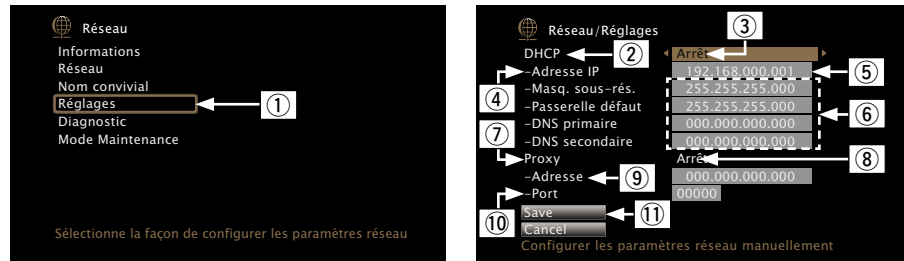 Réseau
Informations
Réseau
Nom convivial
Réglages
Diagnostic
Mode Maintenance
①
Sélectionne la façon de configurer les paramètres réseau
Réseau/Réglages
③
DHCP ② Arrêt
-Adresse IP 192.168.000.001 ⑤
④
-Masq. sous-rés. 255.255.255.000
-Passerelle défaut 255.255.255.000 ⑥
-DNS primaire 000.000.000.000
⑦
-DNS secondaire 000.000.000.000
Proxy Arrêt ⑧
-Adresse ⑨ 000.000.000.000
-Port 00000
⑩
Save ⑪
Cancel
Configurer les paramètres réseau manuellement